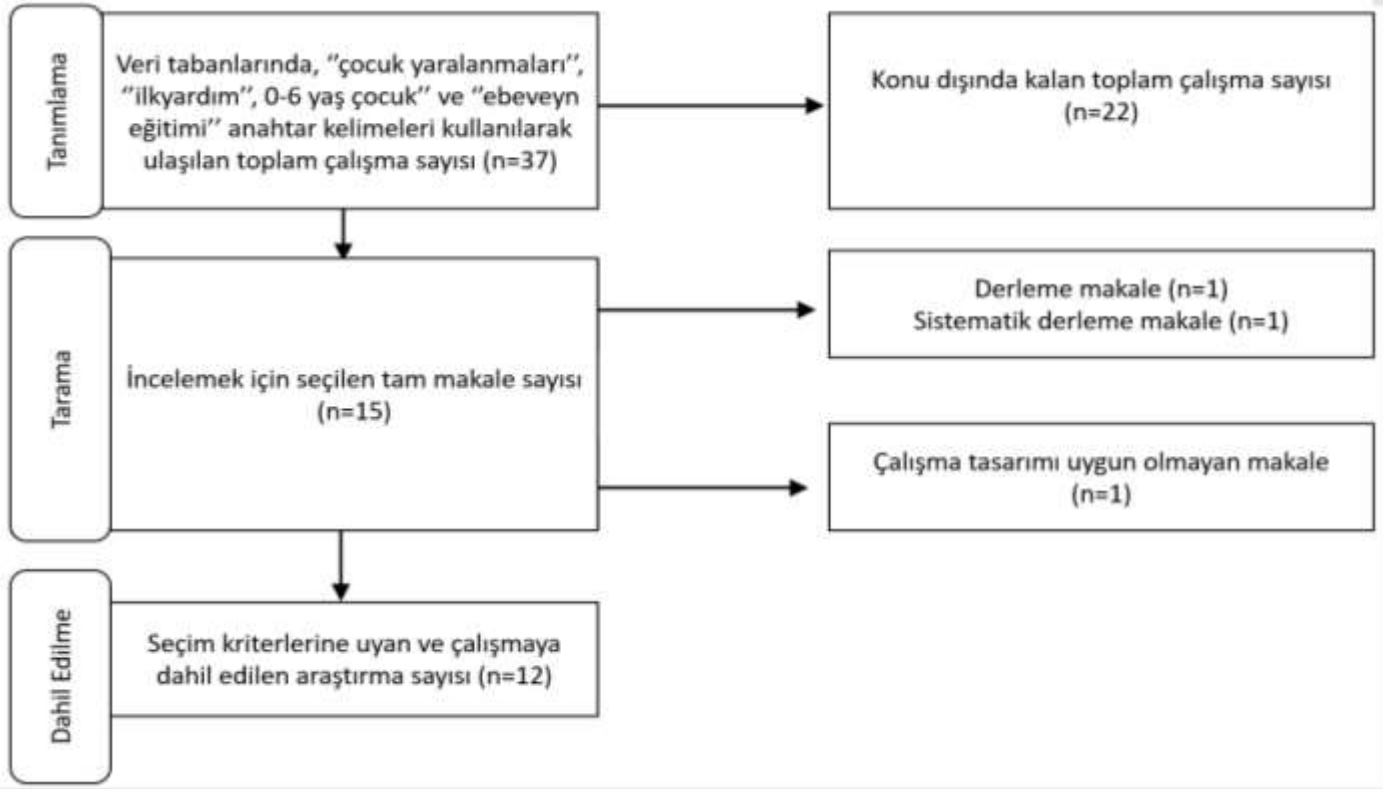 Tanımlama
Veri tabanlarında, ‘’çocuk yaralanmaları’’,
‘’ilkyardım’’, 0-6 yaş çocuk’’ ve ‘’ebeveyn
eğitimi’’ anahtar kelimeleri kullanılarak
ulaşılan toplam çalışma sayısı (n=37)
Konu dışında kalan toplam çalışma sayısı
(n=22)
Tarama
İncelemek için seçilen tam makale sayısı
(n=15)
Derleme makale (n=1)
Sistematik derleme makale (n=1)
Çalışma tasarımı uygun olmayan makale
(n=1)
Dahil Edilme
Seçim kriterlerine uyan ve çalışmaya
dahil edilen araştırma sayısı (n=12)